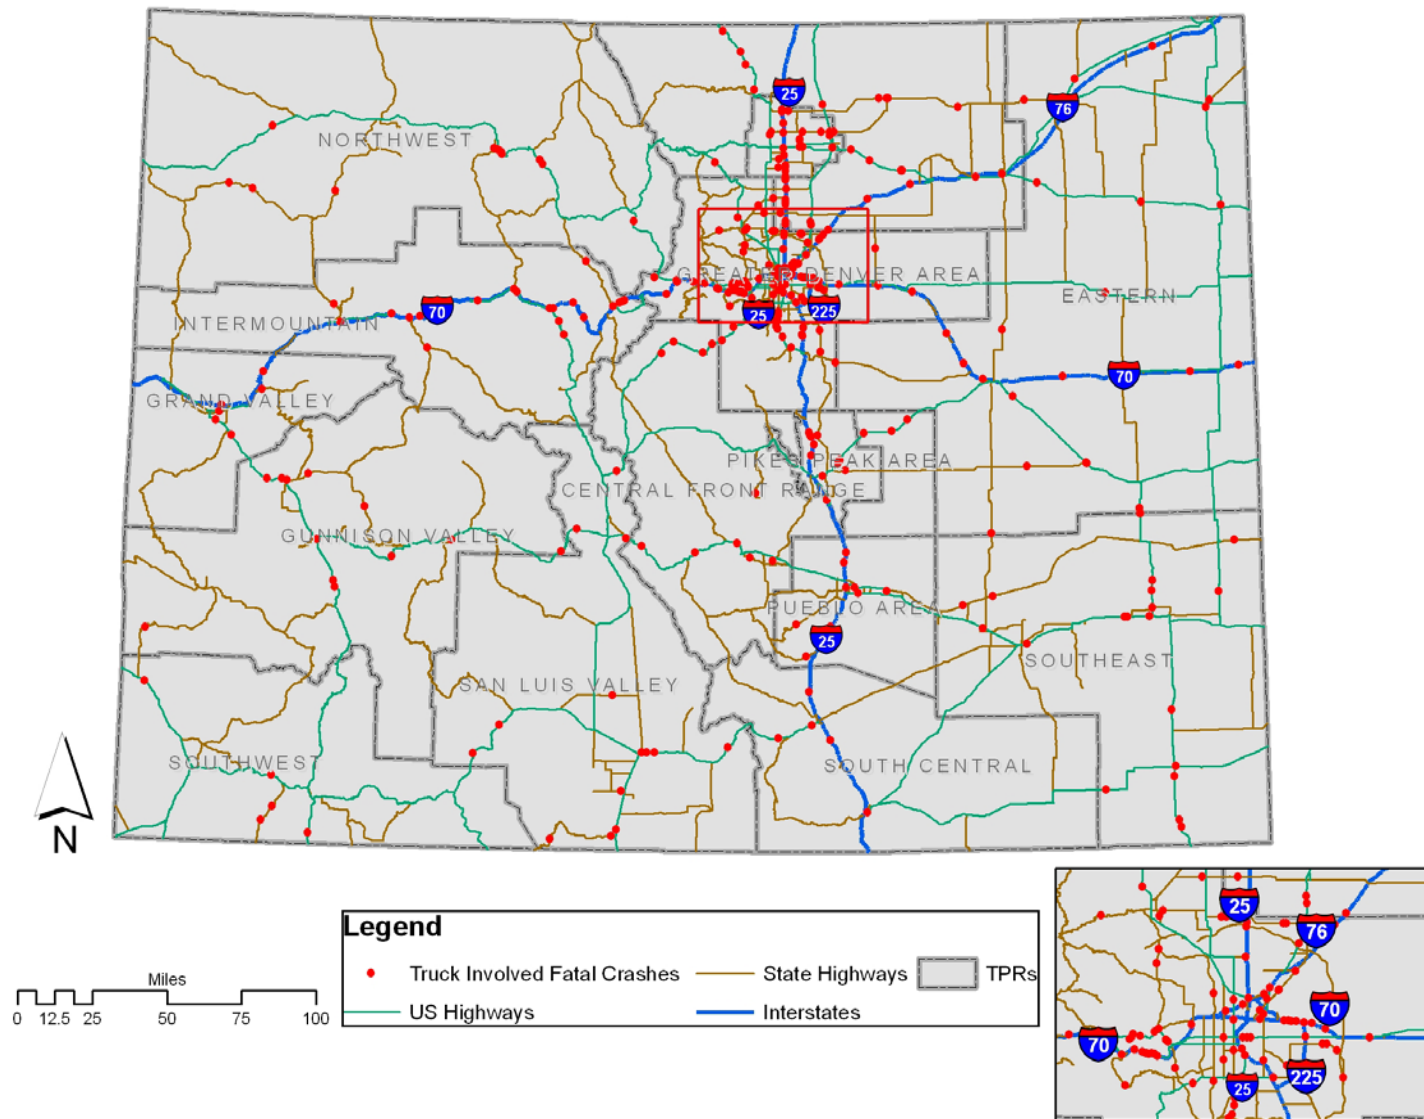 25
76
NORTHWEST
GREATER DENVER AREA
EASTERN
70
25
225
INTERMOUNTAIN
70
GRAND VALLEY
PIKES PEAK AREA
CENTRAL FRONT RANGE
GUNNISON VALLEY
PUEBLO AREA
25
SOUTHEAST
SAN LUIS VALLEY
SOUTHWEST
SOUTH CENTRAL
N
Legend
Truck Involved Fatal Crashes
State Highways
TPRs
US Highways
Interstates
Miles
0 12.5 25 50 75 100
25
76
70
70
225
25